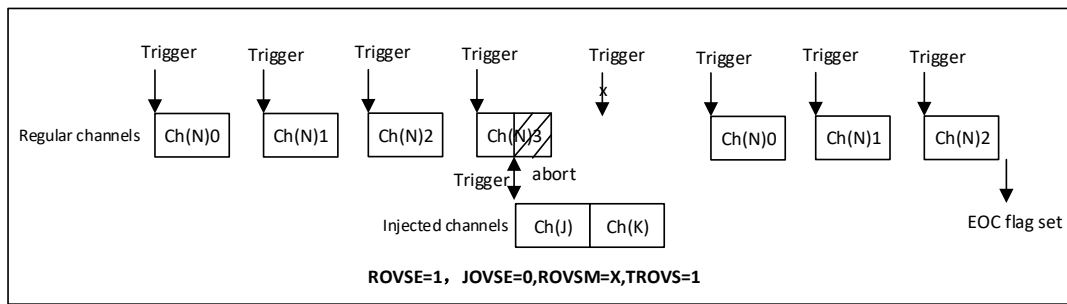 Trigger Trigger Trigger Trigger Trigger Trigger Trigger Trigger
x
Regular channels Ch(N)0 Ch(N)1 Ch(N)2 Ch(N)3 Ch(N)0 Ch(N)1 Ch(N)2
Trigger abort
Injected channels Ch(J) Ch(K) EOC flag set
ROVSE=1， JOVSE=0,ROVSM=X,TROVS=1